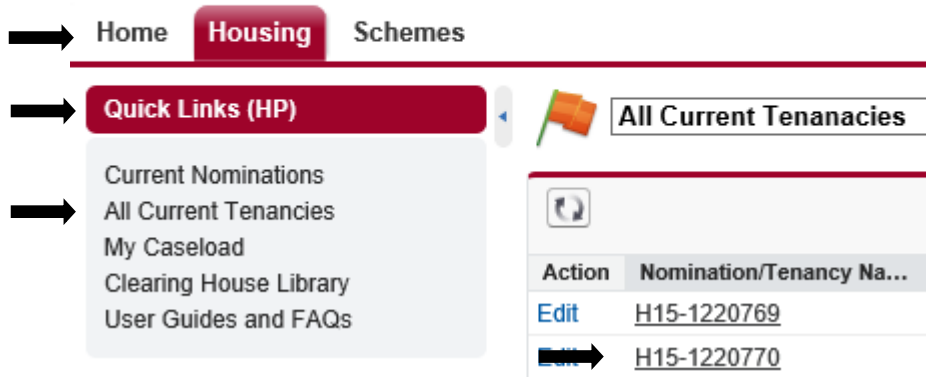 Home Housing Schemes
Quick Links (HP)
Current Nominations
All Current Tenancies
My Caseload
Clearing House Library
User Guides and FAQs
All Current Tenanacies
Action Nomination/Tenancy Na...
Edit H15-1220769
Edit H15-1220770